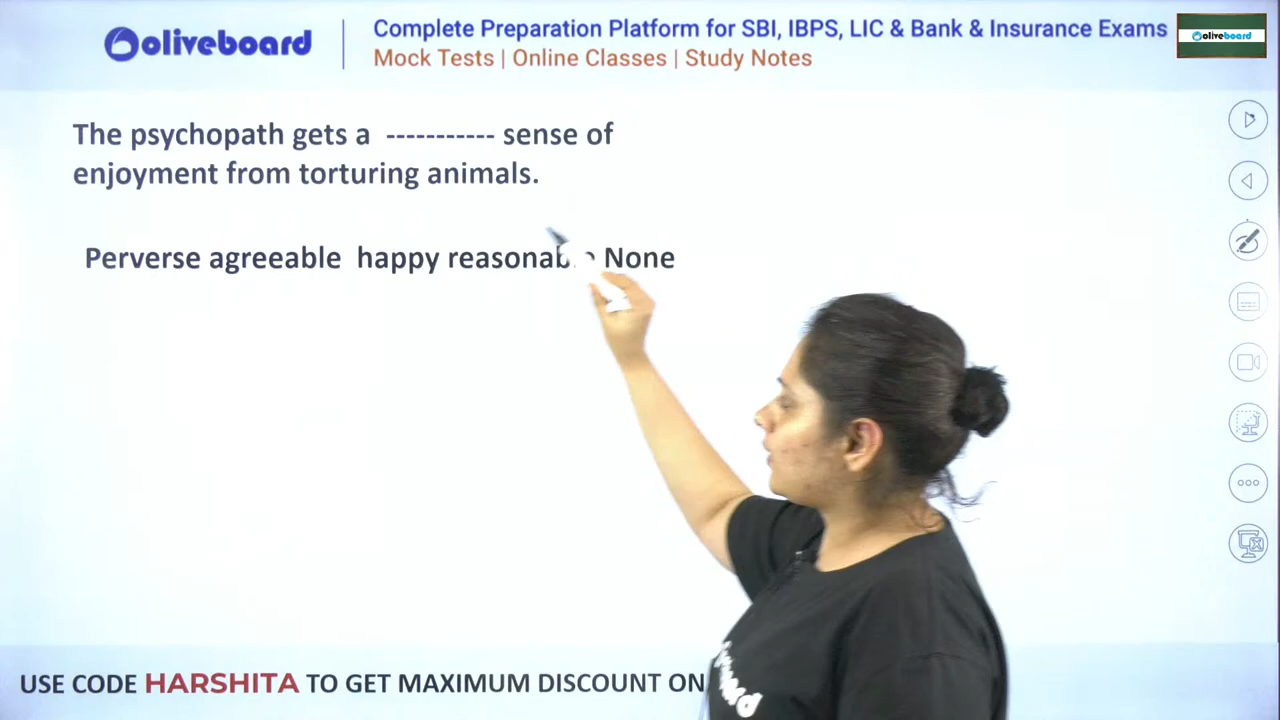 oliveboard
Complete Preparation Platform for SBI, IBPS, LIC & Bank & Insurance Exams
Mock Tests | Online Classes | Study Notes
oliveboard
The psychopath gets a ----------- sense of
enjoyment from torturing animals.
Perverse agreeable happy reasonable None
USE CODE HARSHITA TO GET MAXIMUM DISCOUNT ON